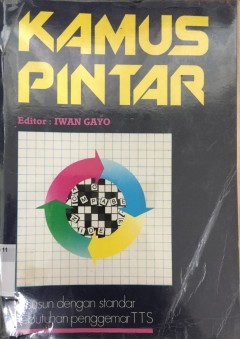 KAMUS
PINTAR
Editor : IWAN GAYO
dengan standar
penggemar TTS